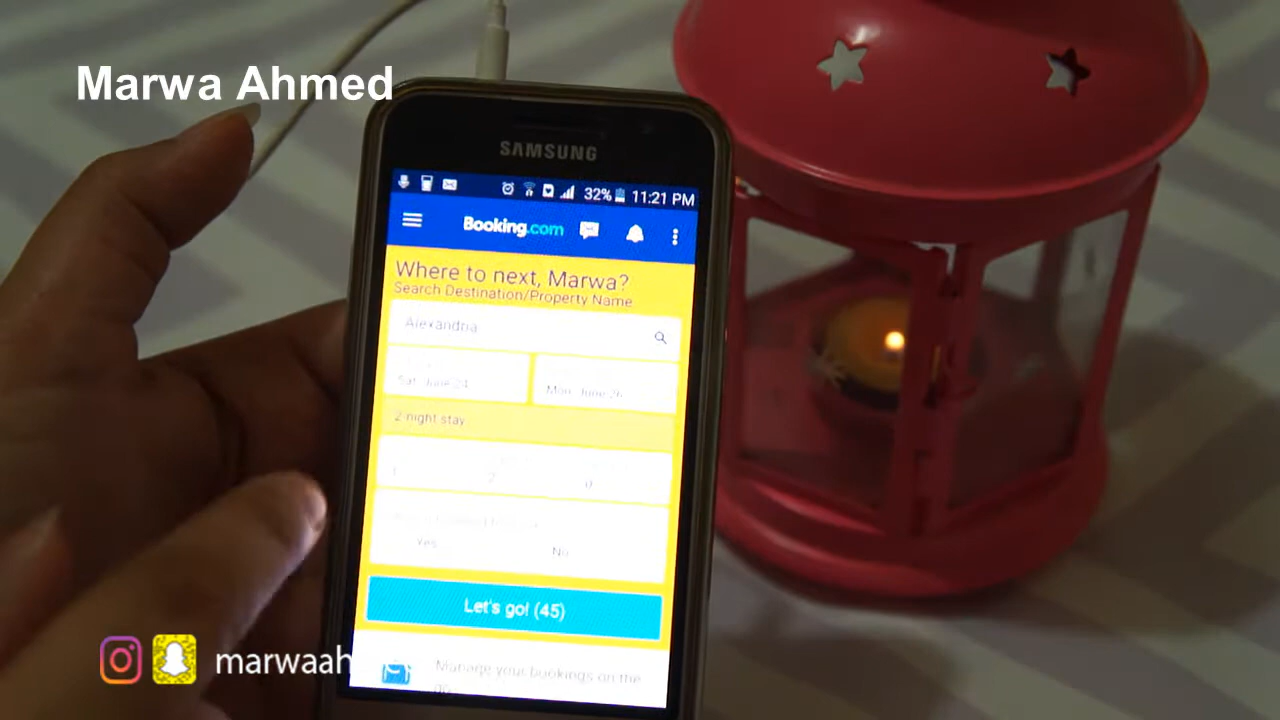 Marwa Ahmed
SAMSUNG
32% 11:21 PM
Booking.com
Where to next, Marwa?
Search Destination/Property Name
Alexandria
Sat, June 24
Mon, June 26
2-night stay
1
2
0
Yes
No
Let's go! (45)
Manage your bookings on the
go
marwaah